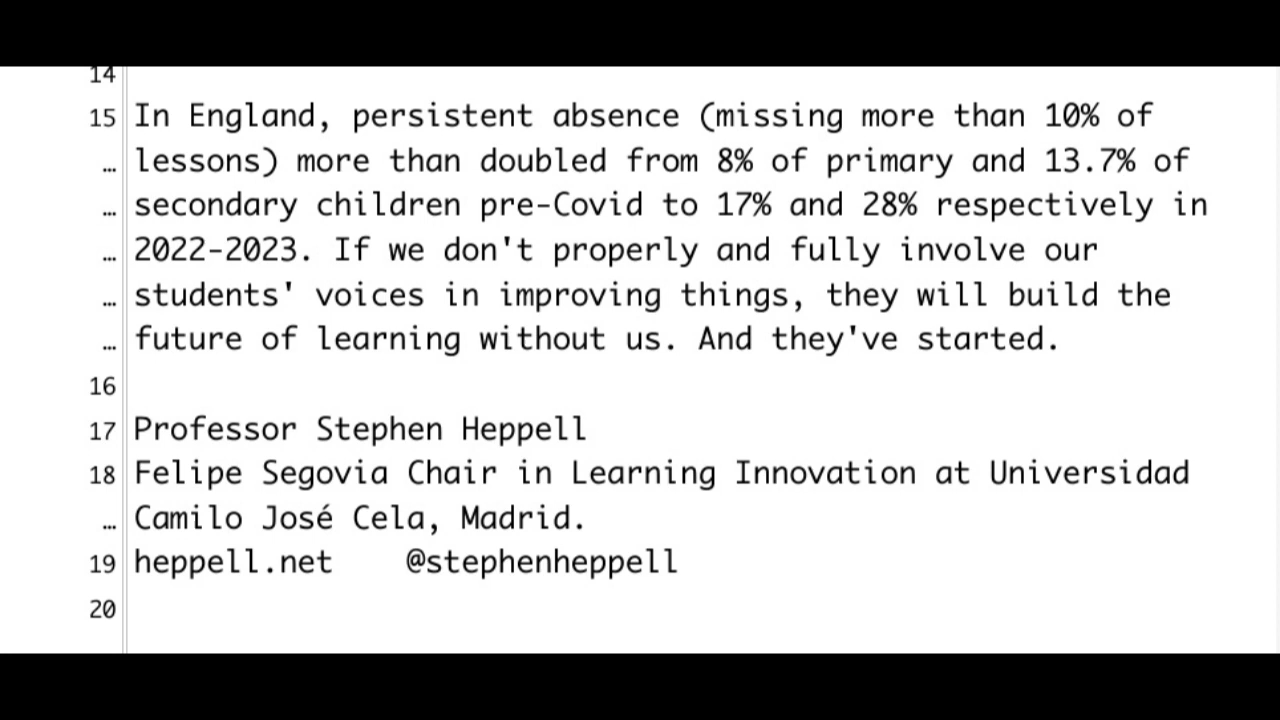 14
15 In England, persistent absence (missing more than 10% of
… lessons) more than doubled from 8% of primary and 13.7% of
… secondary children pre-Covid to 17% and 28% respectively in
… 2022-2023. If we don't properly and fully involve our
… students' voices in improving things, they will build the
… future of learning without us. And they've started.
16
17 Professor Stephen Heppell
18 Felipe Segovia Chair in Learning Innovation at Universidad
… Camilo José Cela, Madrid.
19 heppell.net    @stephenheppell
20